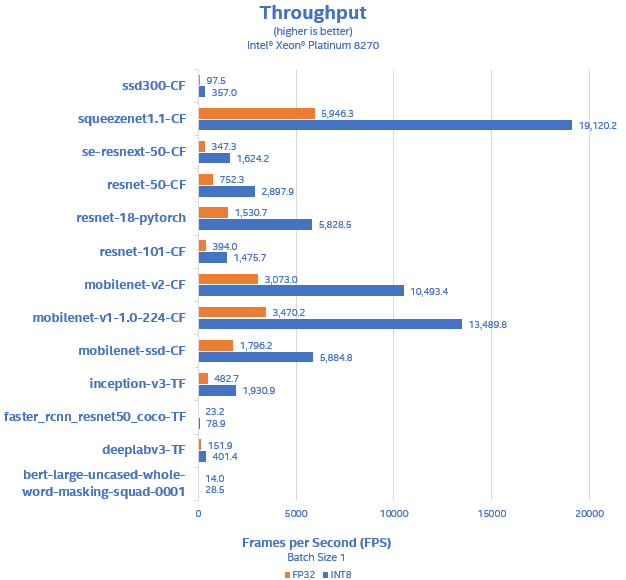 Throughput
(higher is better)
Intel® Xeon® Platinum 8270
ssd300-CF
97.5
357.0
squeezenet1.1-CF
5,946.3
19,120.2
se-resnext-50-CF
347.3
1,624.2
resnet-50-CF
752.3
2,897.9
resnet-18-pytorch
1,530.7
5,828.5
resnet-101-CF
394.0
1,475.7
mobilenet-v2-CF
3,073.0
10,493.4
mobilenet-v1-1.0-224-CF
3,470.2
13,489.8
mobilenet-ssd-CF
1,796.2
5,884.8
inception-v3-TF
482.7
1,930.9
faster_rcnn_resnet50_coco-TF
23.2
78.9
deeplabv3-TF
151.9
401.4
bert-large-uncased-whole-
word-masking-squad-0001
14.0
28.5
0 5000 10000 15000 20000
Frames per Second (FPS)
Batch Size 1
FP32 INT8